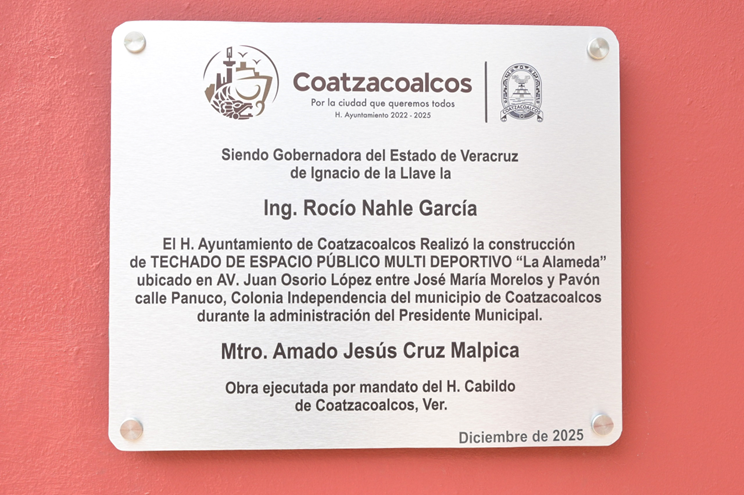 Coatzacoalcos
Por la ciudad que queremos todos
H. Ayuntamiento 2022 - 2025
COATZACOALCOS
Siendo Gobernadora del Estado de Veracruz
de Ignacio de la Llave la
Ing. Rocío Nahle García
El H. Ayuntamiento de Coatzacoalcos Realizó la construcción
de TECHADO DE ESPACIO PÚBLICO MULTI DEPORTIVO “La Alameda”
ubicado en AV. Juan Osorio López entre José María Morelos y Pavón
calle Panuco, Colonia Independencia del municipio de Coatzacoalcos
durante la administración del Presidente Municipal.
Mtro. Amado Jesús Cruz Malpica
Obra ejecutada por mandato del H. Cabildo
de Coatzacoalcos, Ver.
Diciembre de 2025